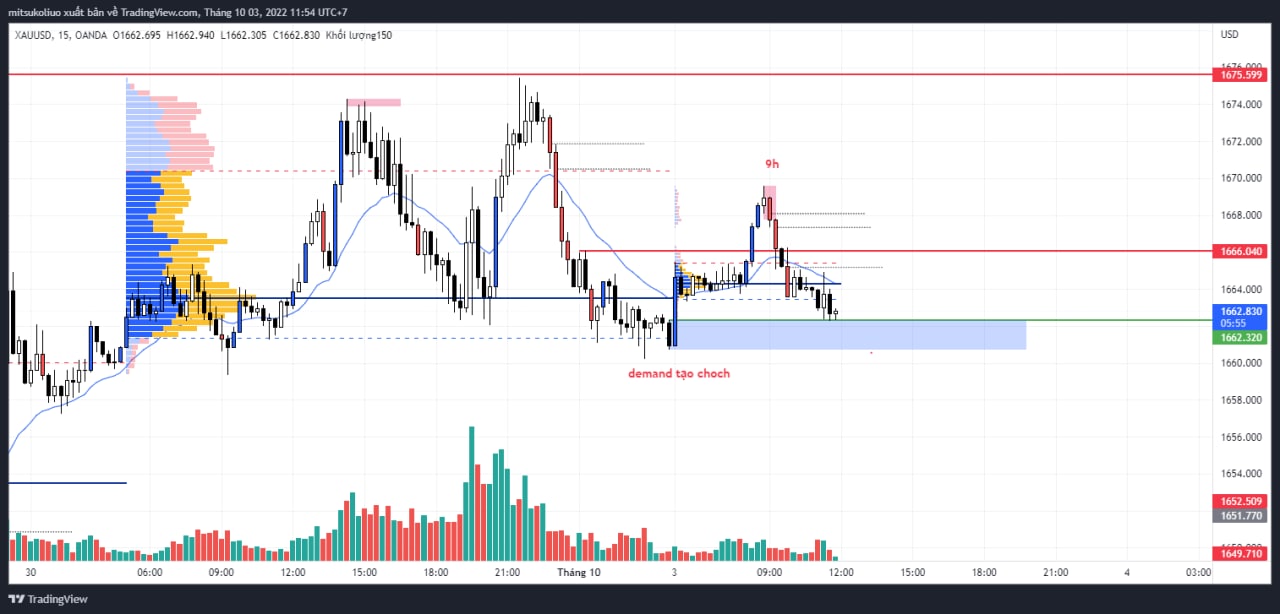 mitsukoliuo xuất bản về TradingView.com, Tháng 10 03, 2022 11:54 UTC+7
XAUUSD, 15, OANDA O1662.695 H1662.940 L1662.305 C1662.830 Khối lượng150
USD
1676.000
1675.599
1674.000
1672.000
1670.000
9h
1668.000
1666.040
1664.000
1662.830
05:55
1662.320
1660.000
demand tạo choch
1658.000
1656.000
1654.000
1652.509
1651.770
1649.710
30 06:00 09:00 12:00 15:00 18:00 21:00 Tháng 10 3 09:00 12:00 15:00 18:00 21:00 4 03:00
TradingView